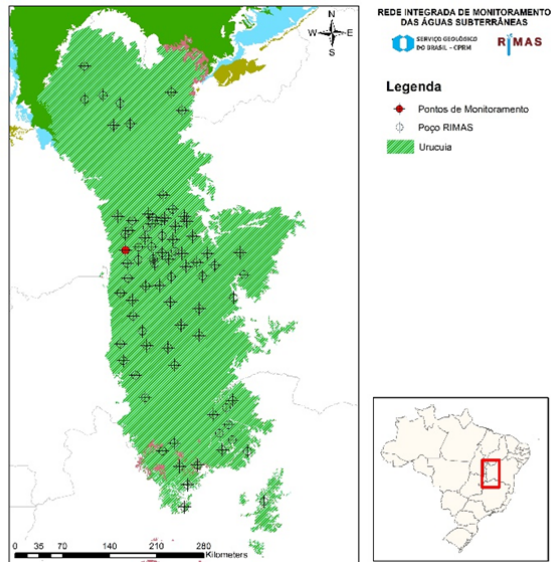 REDE INTEGRADA DE MONITORAMENTO
DAS ÁGUAS SUBTERRÂNEAS
SERVIÇO GEOLÓGICO
DO BRASIL - CPRM
RIMAS
Legenda
Pontos de Monitoramento
Poço RIMAS
Urucuia
N
W E
S
0 35 70 140 210 280
Kilometers